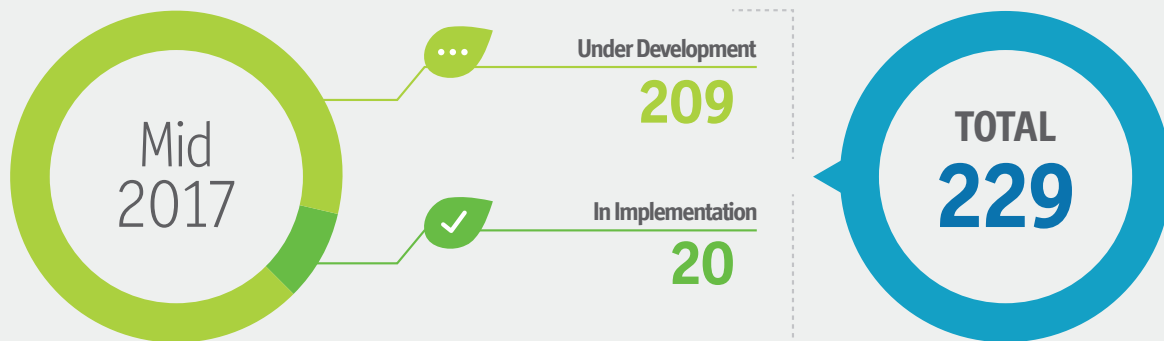 Mid
2017
Under Development
209
In Implementation
20
TOTAL
229